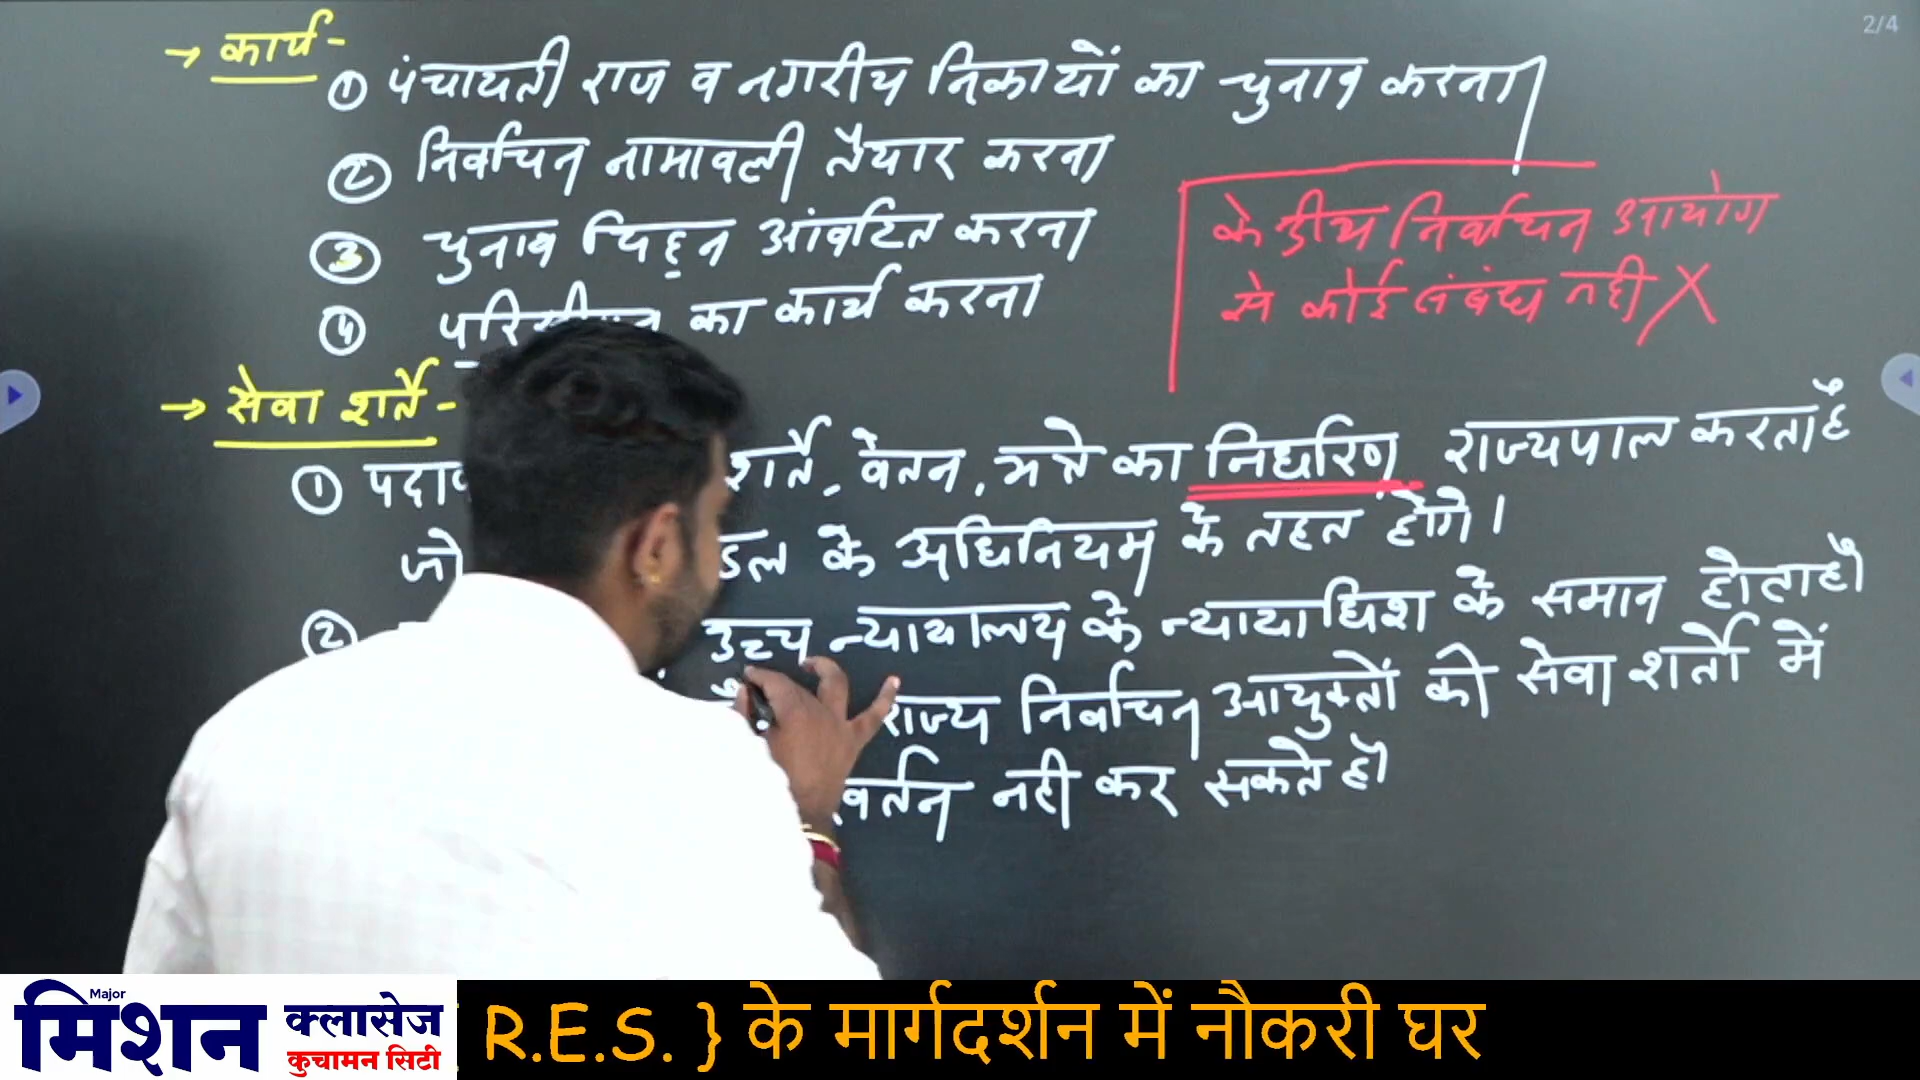 2/4
→ कार्य -
① पंचायती राज व नगरीय निकायों का चुनाव करना
② निर्वाचन नामावली तैयार करना
③ चुनाव चिह्न आंवटित करना
④ का कार्य करना
केन्द्रीय निर्वाचन आयोग
से कोई संबंध नही X
→ सेवा शर्ते -
① शर्ते, वेतन, भत्ते का निर्धारण राज्यपाल करता है
जो के अधिनियम के तहत होंगे।
② उच्च न्यायालय के न्यायाधिश के समान होता है।
राज्य निर्वाचन आयुक्तों की सेवा शर्तो में
नही कर सकते है।
Major
मिशन क्लासेज
कुचामन सिटी
R.E.S. } के मार्गदर्शन में नौकरी घर